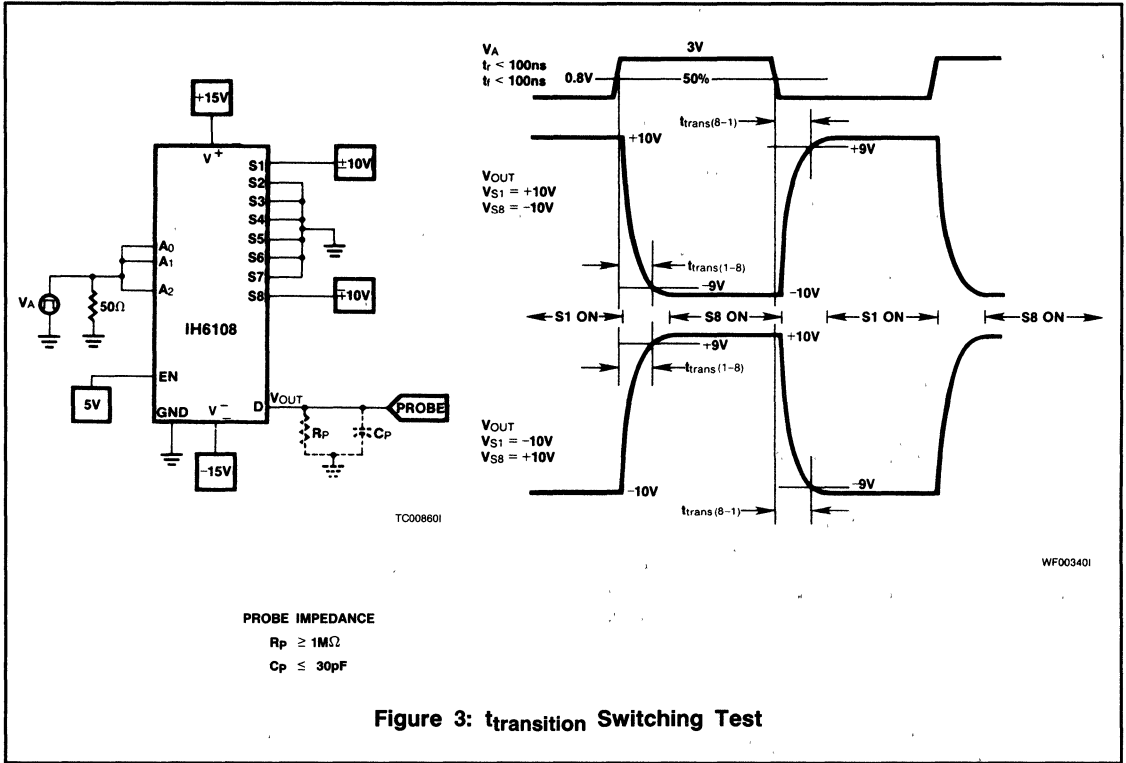 +15V
V+
S1
±10V
S2
S3
S4
S5
S6
S7
S8
∓10V
A0
A1
A2
VA
50Ω
IH6108
EN
5V
GND
V−
D
VOUT
PROBE
RP
CP
−15V
TC00860I
PROBE IMPEDANCE
RP ≥ 1MΩ
CP ≤ 30pF
VA
tr < 100ns
tf < 100ns
0.8V
3V
50%
ttrans(8–1)
+10V
+9V
VOUT
VS1 = +10V
VS8 = −10V
ttrans(1–8)
−9V
−10V
S1 ON
S8 ON
S1 ON
S8 ON
+9V
+10V
ttrans(1–8)
VOUT
VS1 = −10V
VS8 = +10V
−10V
−9V
ttrans(8–1)
WF00340I
Figure 3: ttransition Switching Test